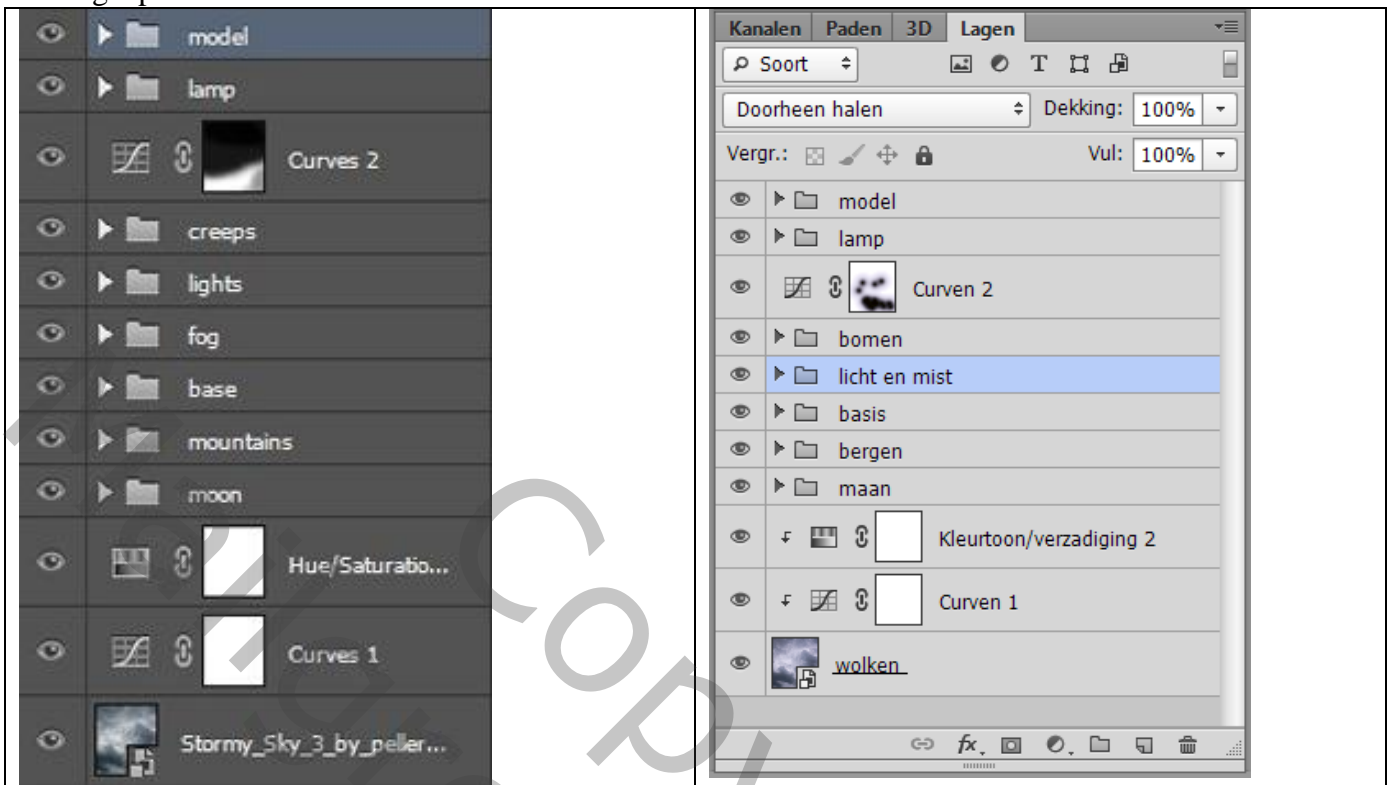 model
lamp
Curves 2
creeps
lights
fog
base
mountains
moon
Hue/Saturatio...
Curves 1
Stormy_Sky_3_by_peller...
Kanalen Paden 3D Lagen
Soort
Doorheen halen Dekking: 100%
Vergr.: Vul: 100%
model
lamp
Curven 2
bomen
licht en mist
basis
bergen
maan
Kleurtoon/verzadiging 2
Curven 1
wolken
fx